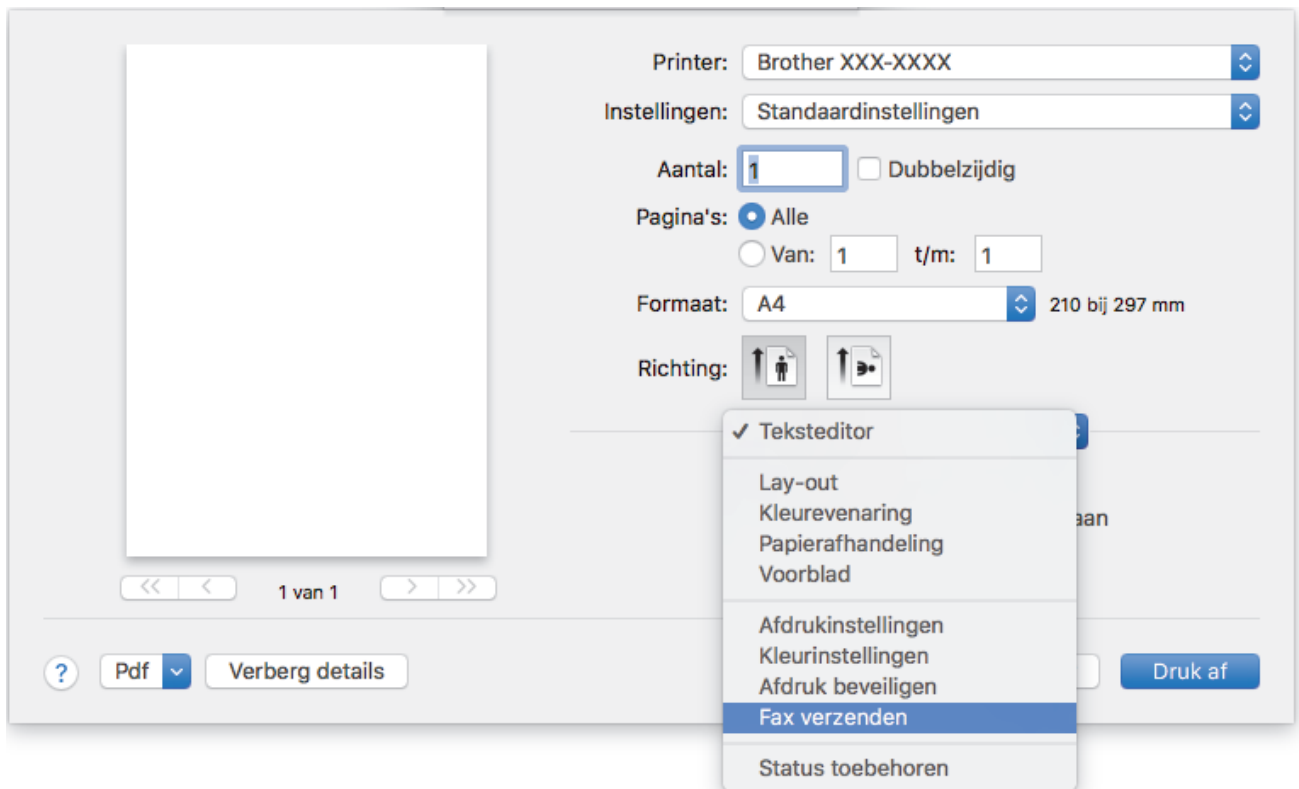 Printer: Brother XXX-XXXX
Instellingen: Standaardinstellingen
Aantal: 1 Dubbelzijdig
Pagina's: Alle
Van: 1 t/m: 1
Formaat: A4 210 bij 297 mm
Richting:
✓ Teksteditor
Lay-out
Kleurevenaring
aan
Papierafhandeling
Voorblad
<< < 1 van 1 > >>
Afdrukinstellingen
Kleurinstellingen
Afdruk beveiligen
Fax verzenden
Status toebehoren
? Pdf Verberg details Druk af